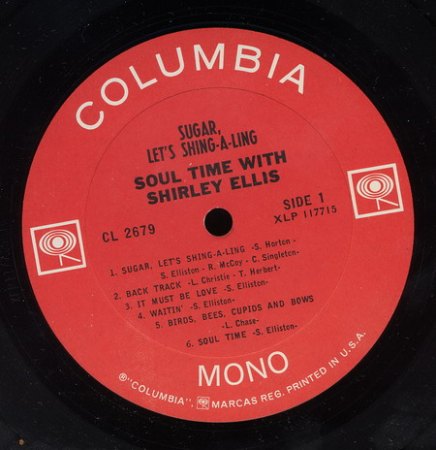 COLUMBIA
SUGAR,
LET'S SHING-A-LING
SOUL TIME WITH
SHIRLEY ELLIS
CL 2679
SIDE 1
XLP 117715
1. SUGAR, LET'S SHING-A-LING -S. Horton-
S. Elliston- R. McCoy - C. Singleton-
2. BACK TRACK -L. Christie - T. Herbert-
3. IT MUST BE LOVE -S. Elliston-
4. WAITIN' -S. Elliston-
5. BIRDS, BEES, CUPIDS AND BOWS
-L. Chase-
6. SOUL TIME -S. Elliston-
MONO
®"COLUMBIA", MARCAS REG. PRINTED IN U.S.A.